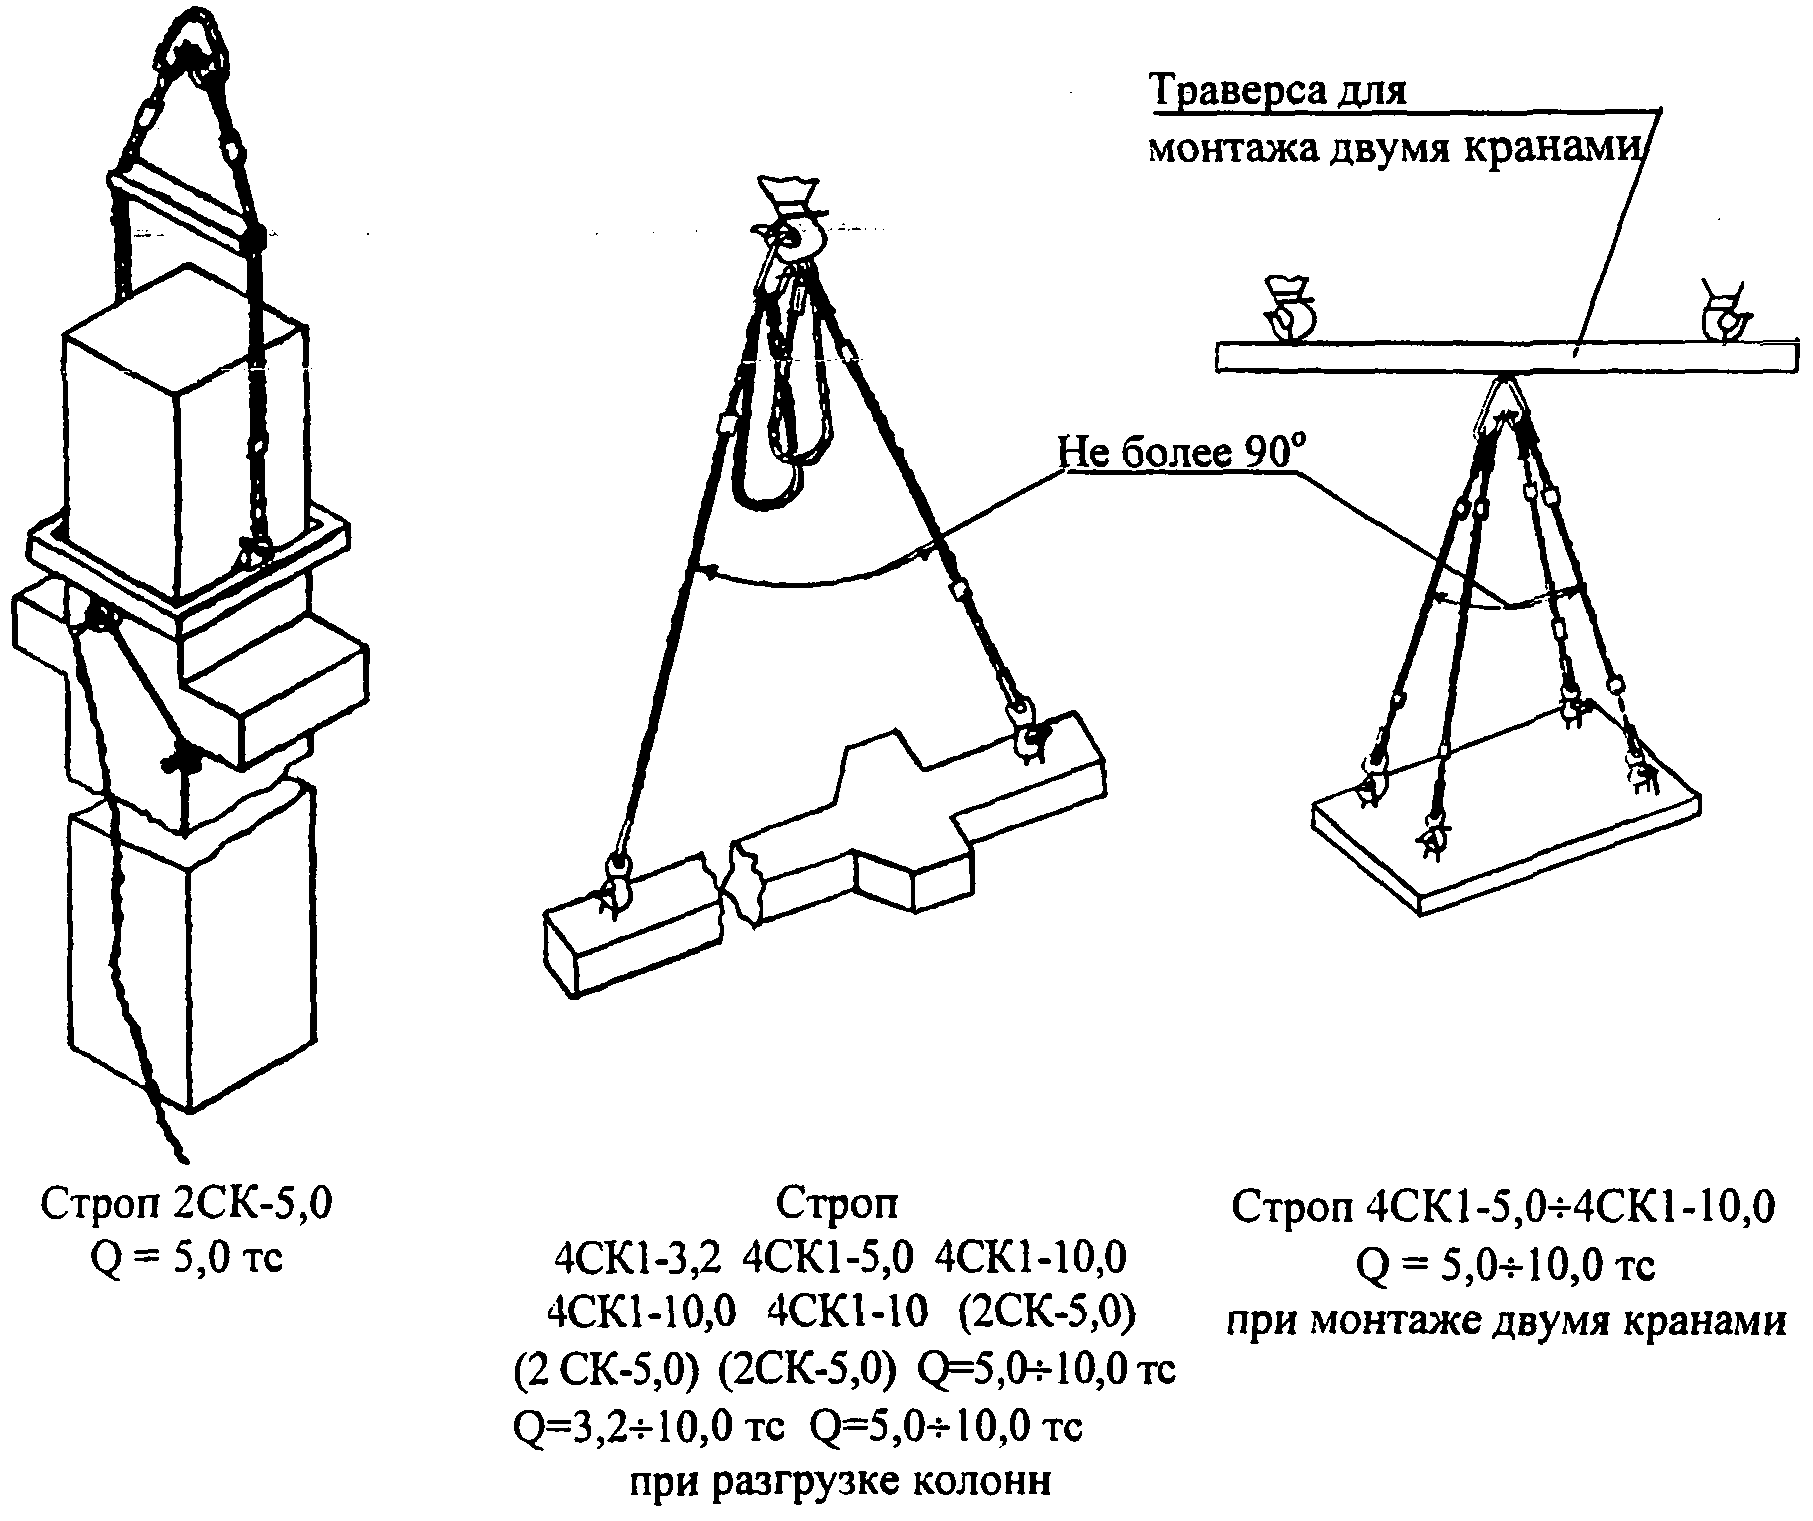 Траверса для
монтажа двумя кранами
Не более 90°
Строп 2СК-5,0
Q = 5,0 тс
Строп
4СК1-3,2 4СК1-5,0 4СК1-10,0
4СК1-10,0 4СК1-10 (2СК-5,0)
(2 СК-5,0) (2СК-5,0) Q=5,0÷10,0 тс
Q=3,2÷10,0 тс Q=5,0÷10,0 тс
при разгрузке колонн
Строп 4СК1-5,0÷4СК1-10,0
Q = 5,0÷10,0 тс
при монтаже двумя кранами